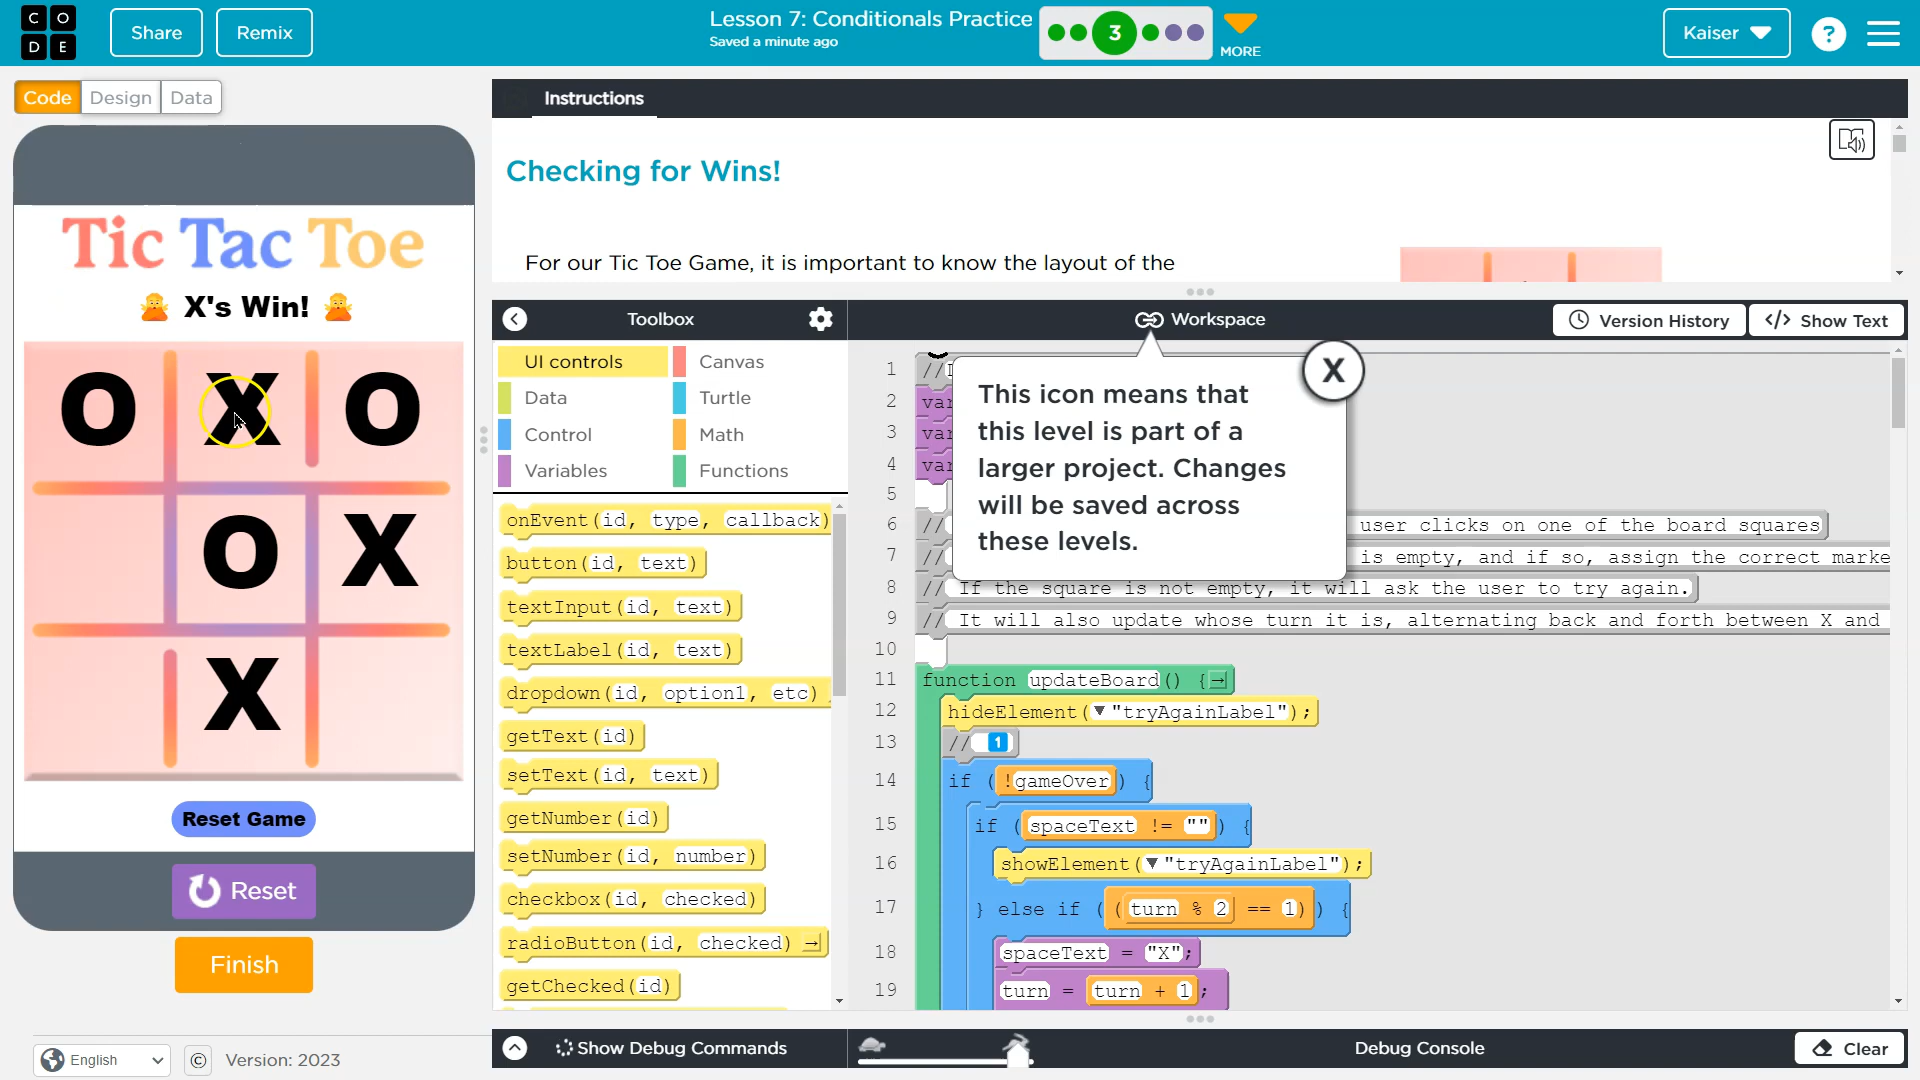 C O
D E
Share
Remix
Lesson 7: Conditionals Practice
Saved a minute ago
3
MORE
Kaiser
?
Code
Design
Data
Tic Tac Toe
X's Win!
O X O
O X
X
Reset Game
Reset
Finish
English
©
Version: 2023
Instructions
Checking for Wins!
For our Tic Toe Game, it is important to know the layout of the
Toolbox
UI controls
Canvas
Data
Turtle
Control
Math
Variables
Functions
onEvent(id, type, callback)
button(id, text)
textInput(id, text)
textLabel(id, text)
dropdown(id, option1, etc)
getText(id)
setText(id, text)
getNumber(id)
setNumber(id, number)
checkbox(id, checked)
radioButton(id, checked)
getChecked(id)
Workspace
Version History
</> Show Text
This icon means that
this level is part of a
larger project. Changes
will be saved across
these levels.
X
1 //
2 var
3 var
4 var
5
6 // user clicks on one of the board squares
7 // is empty, and if so, assign the correct marke
8 // If the square is not empty, it will ask the user to try again.
9 // It will also update whose turn it is, alternating back and forth between X and
10
11 function updateBoard() {
12 hideElement("tryAgainLabel");
13 // 1
14 if (!gameOver) {
15 if (spaceText != "") {
16 showElement("tryAgainLabel");
17 } else if ((turn % 2 == 1)) {
18 spaceText = "X";
19 turn = turn + 1;
Show Debug Commands
Debug Console
Clear